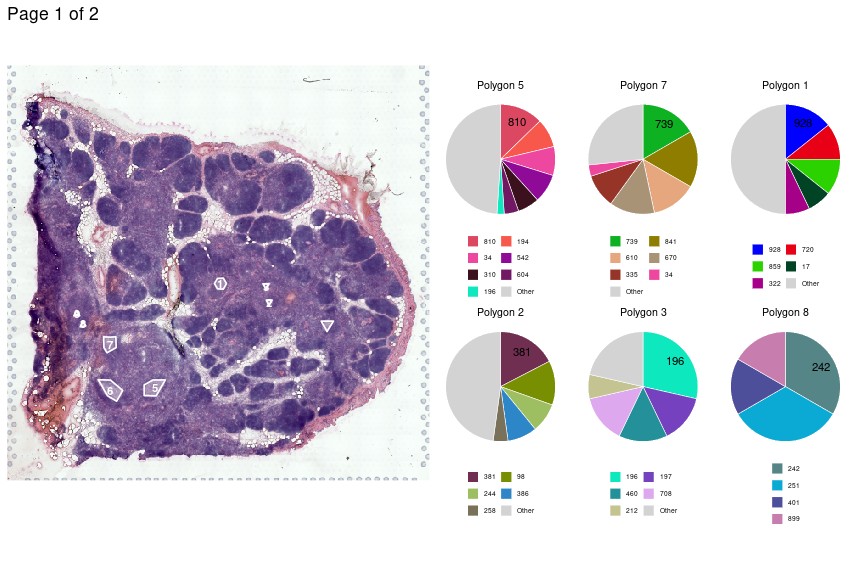 Page 1 of 2
Polygon 5
Polygon 7
Polygon 1
810
739
928
810 194
34 542
310 604
196 Other
739 841
610 670
335 34
Other
928 720
859 17
322 Other
1
7
6
5
Polygon 2
Polygon 3
Polygon 8
381
196
242
381 98
244 386
258 Other
196 197
460 708
212 Other
242
251
401
899